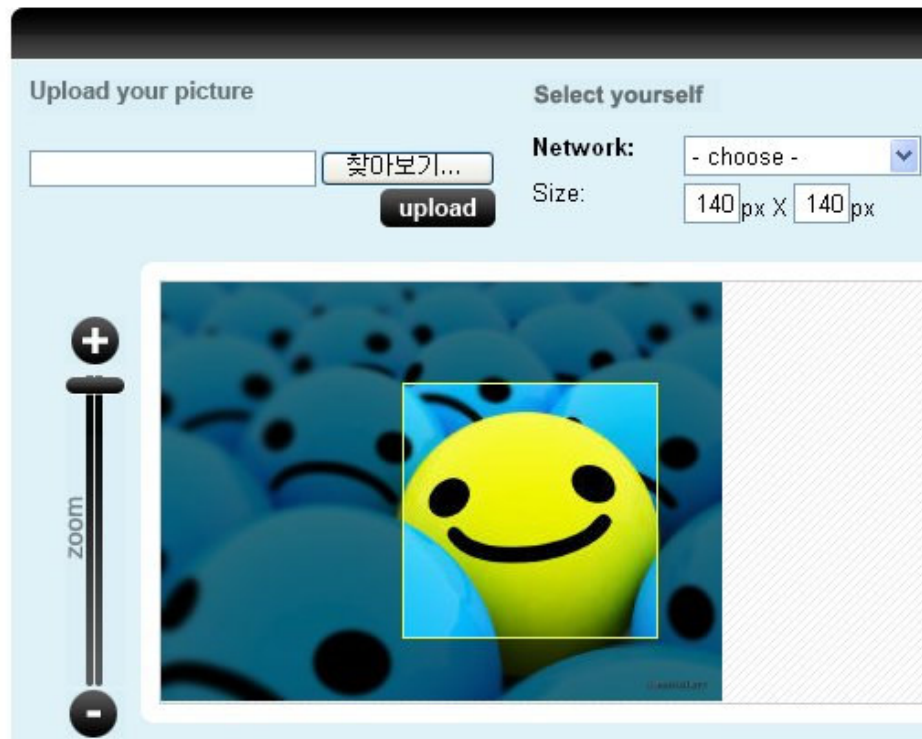 Upload your picture
Select yourself
찾아보기...
upload
Network:
- choose -
Size:
140 px X 140 px
+
zoom
-